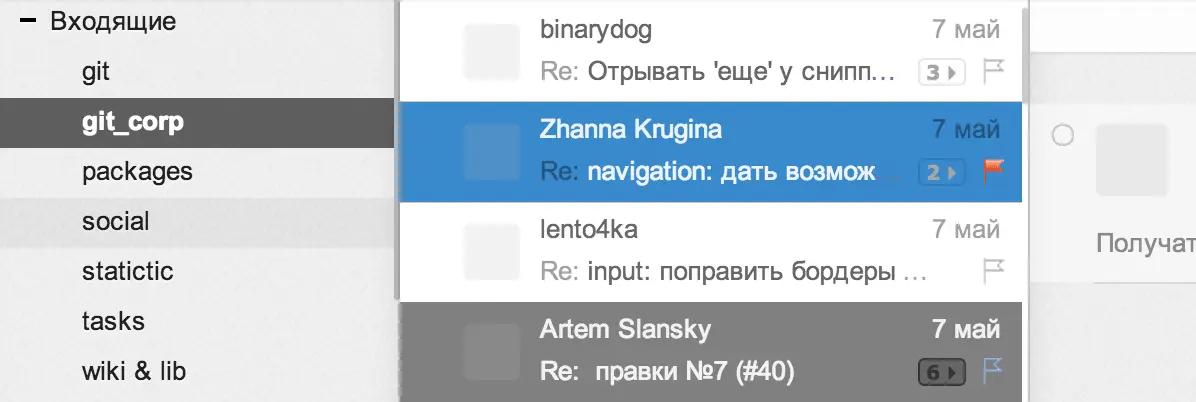 Входящие
git
git_corp
packages
social
statictic
tasks
wiki & lib
binarydog 7 май
Re: Отрывать 'еще' у снипп... 3
Zhanna Krugina 7 май
Re: navigation: дать возмож... 2
lento4ka 7 май
Re: input: поправить бордеры ...
Artem Slansky 7 май
Re: правки №7 (#40) 6
Получат